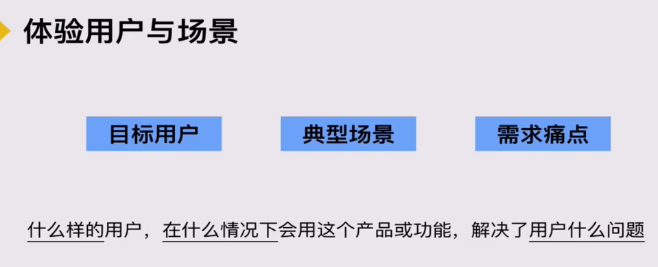 体验用户与场景
目标用户 典型场景 需求痛点
什么样的用户，在什么情况下会用这个产品或功能，解决了用户什么问题